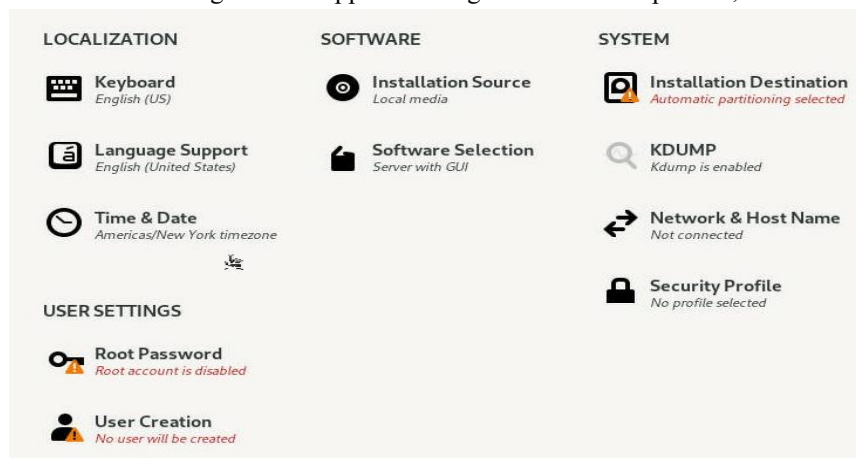 LOCALIZATION
Keyboard
English (US)
Language Support
English (United States)
Time & Date
Americas/New York timezone
USER SETTINGS
Root Password
Root account is disabled
User Creation
No user will be created
SOFTWARE
Installation Source
Local media
Software Selection
Server with GUI
SYSTEM
Installation Destination
Automatic partitioning selected
KDUMP
Kdump is enabled
Network & Host Name
Not connected
Security Profile
No profile selected